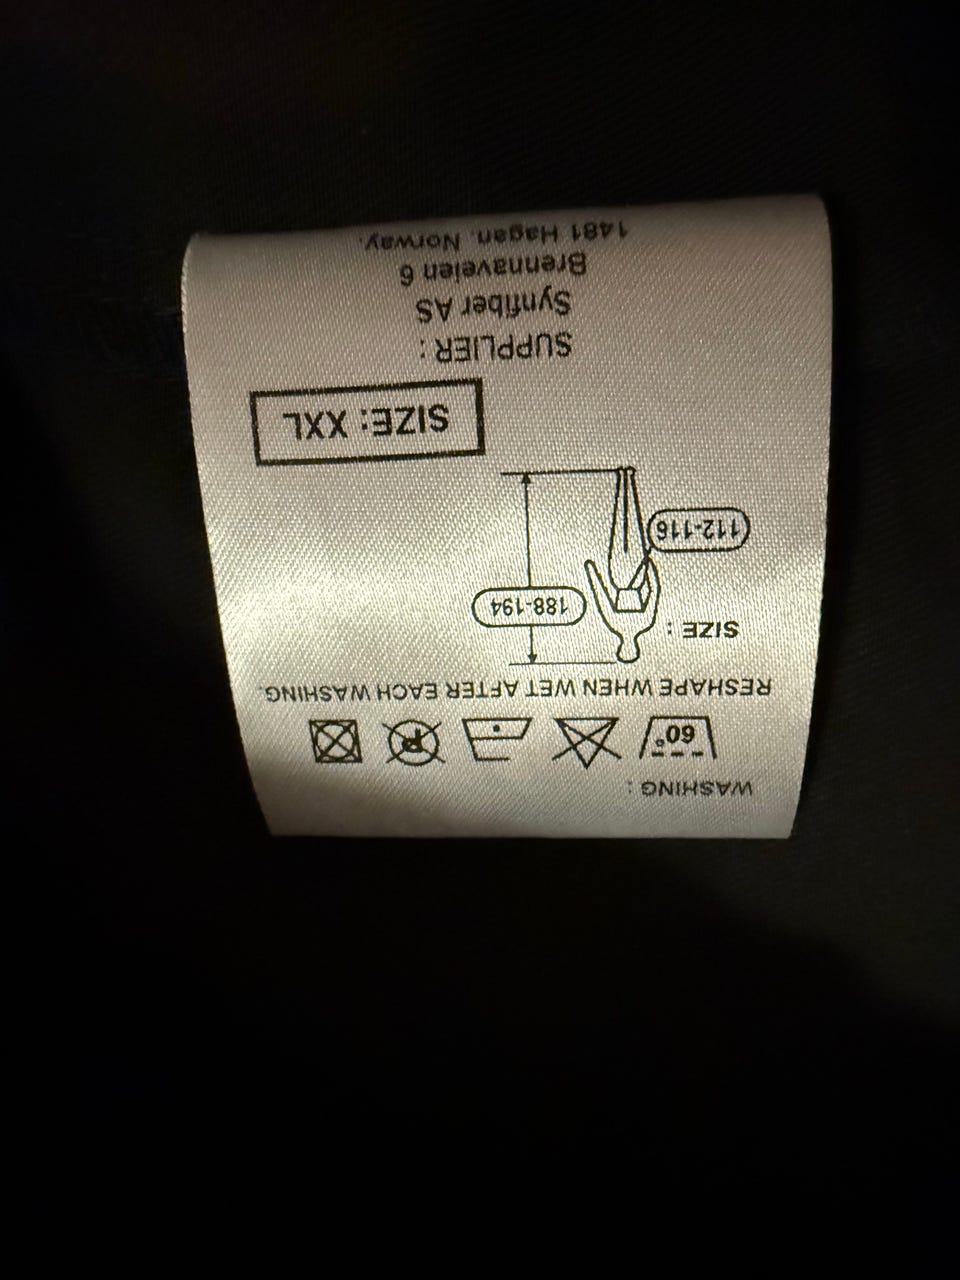 WASHING :
60°
P
RESHAPE WHEN WET AFTER EACH WASHING.
SIZE :
188-194
112-116
SIZE: XXL
SUPPLIER :
Synfiber AS
Brennaveien 6
1481 Hagan. Norway.